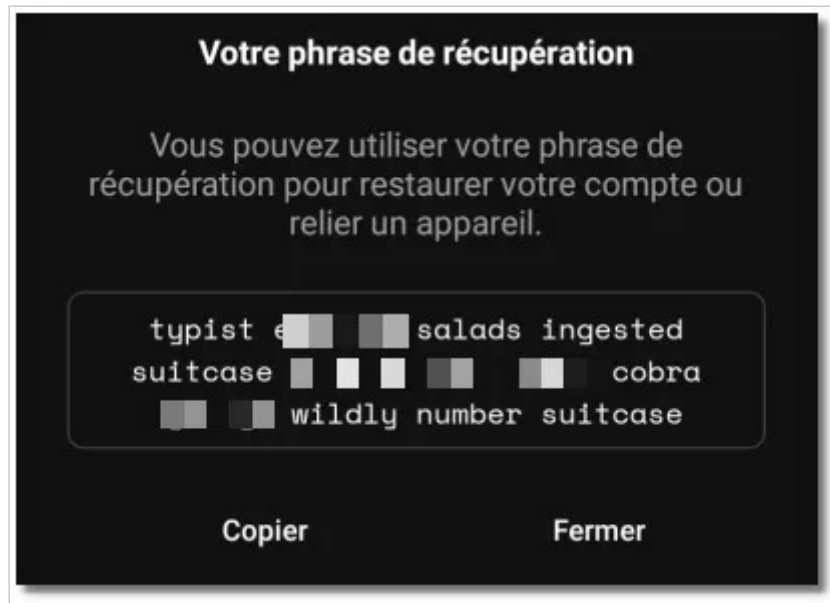 Votre phrase de récupération
Vous pouvez utiliser votre phrase de
récupération pour restaurer votre compte ou
relier un appareil.
typist salads ingested
suitcase cobra
wildly number suitcase
Copier Fermer